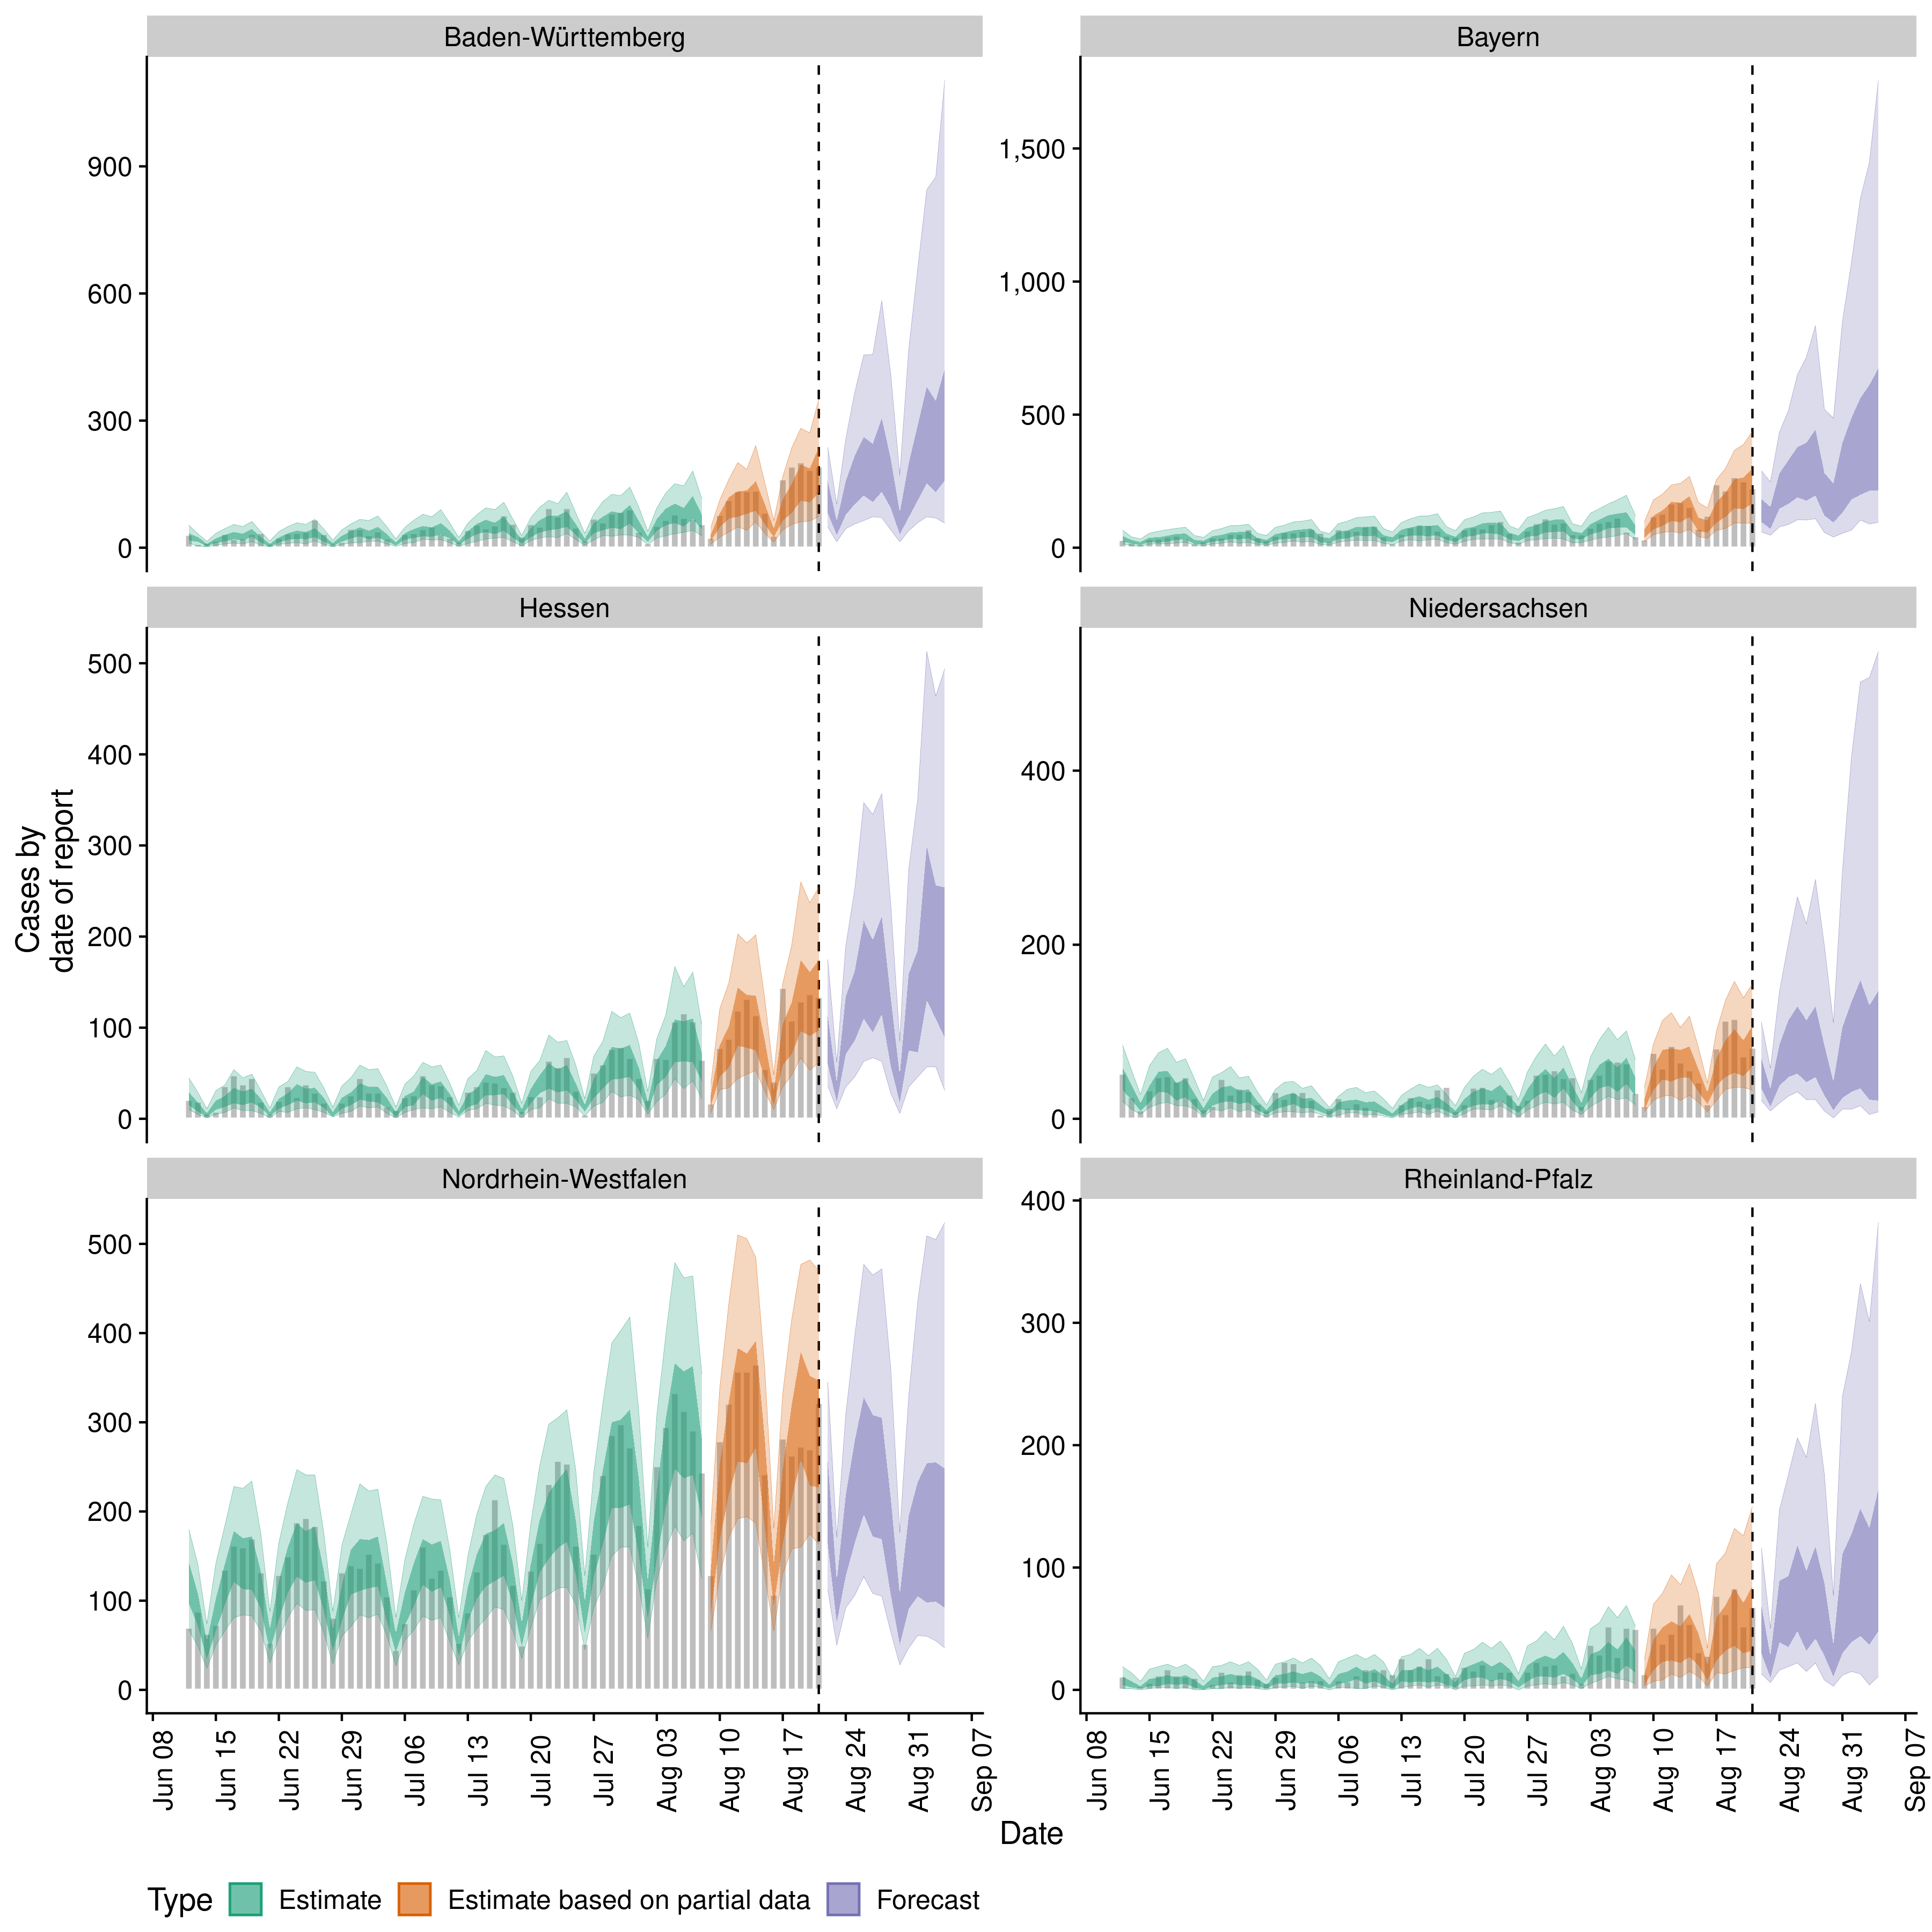 Baden-Württemberg
Bayern
900
600
300
0
1,500
1,000
500
0
Hessen
Niedersachsen
500
400
300
200
100
0
400
200
0
Nordrhein-Westfalen
Rheinland-Pfalz
500
400
300
200
100
0
400
300
200
100
0
Cases by
date of report
Jun 08
Jun 15
Jun 22
Jun 29
Jul 06
Jul 13
Jul 20
Jul 27
Aug 03
Aug 10
Aug 17
Aug 24
Aug 31
Sep 07
Jun 08
Jun 15
Jun 22
Jun 29
Jul 06
Jul 13
Jul 20
Jul 27
Aug 03
Aug 10
Aug 17
Aug 24
Aug 31
Sep 07
Date
Type Estimate Estimate based on partial data Forecast